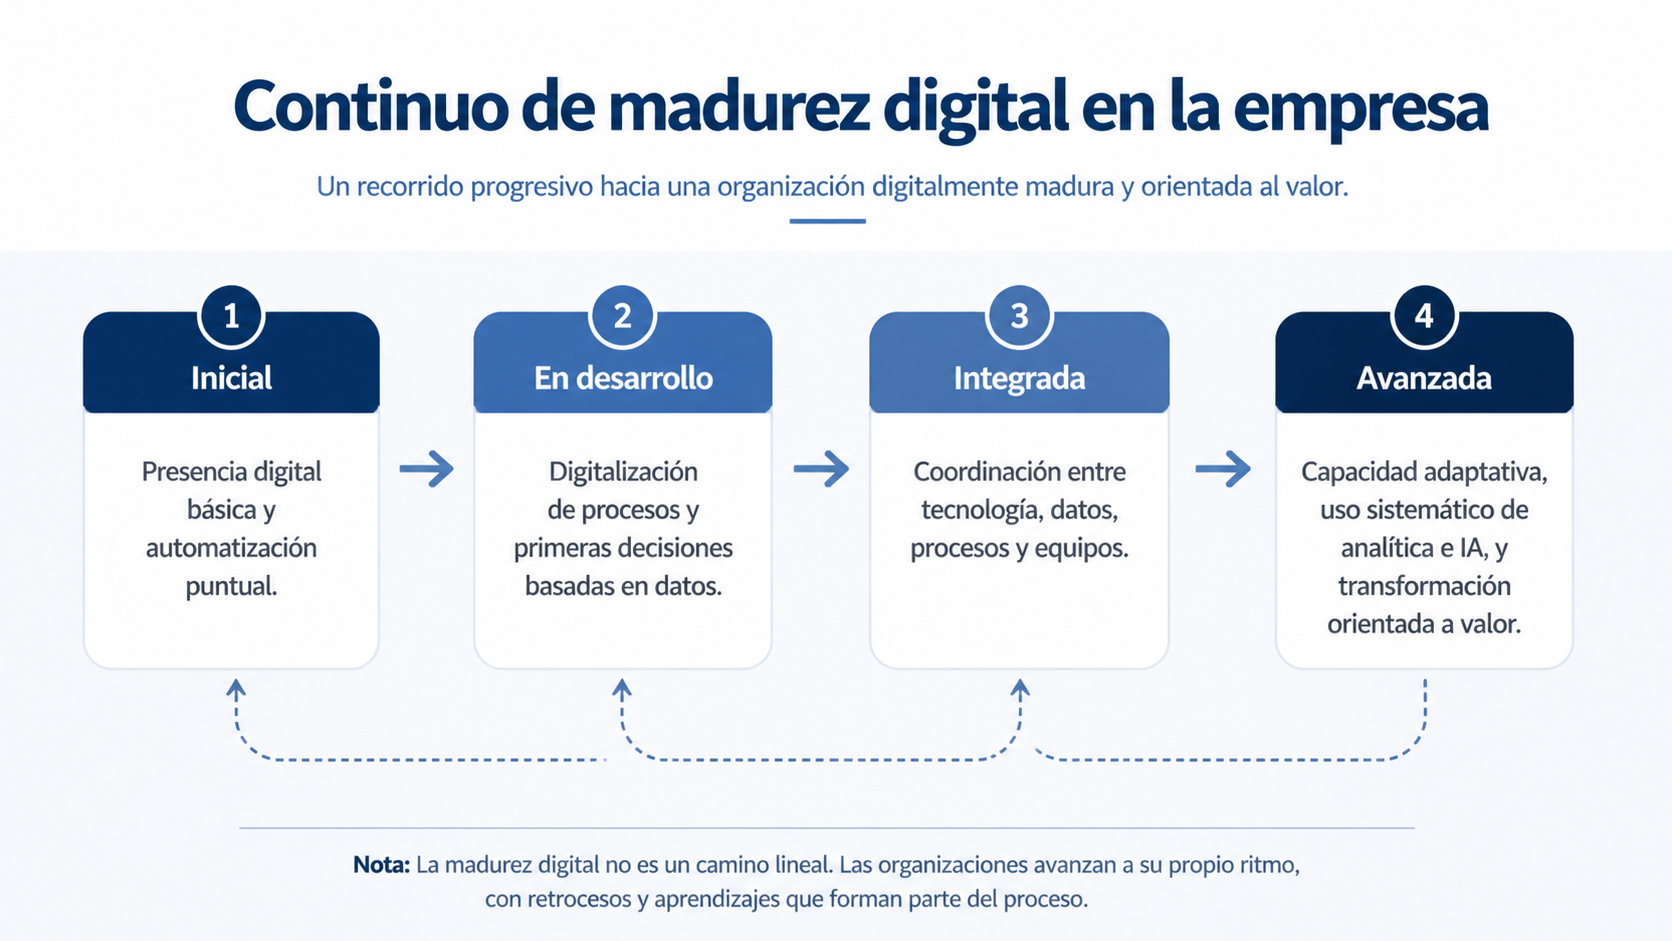 Continuo de madurez digital en la empresa
Un recorrido progresivo hacia una organización digitalmente madura y orientada al valor.
1
Inicial
Presencia digital
básica y
automatización
puntual.
2
En desarrollo
Digitalización
de procesos y
primeras decisiones
basadas en datos.
3
Integrada
Coordinación entre
tecnología, datos,
procesos y equipos.
4
Avanzada
Capacidad adaptativa,
uso sistemático de
analítica e IA, y
transformación
orientada a valor.
Nota: La madurez digital no es un camino lineal. Las organizaciones avanzan a su propio ritmo,
con retrocesos y aprendizajes que forman parte del proceso.